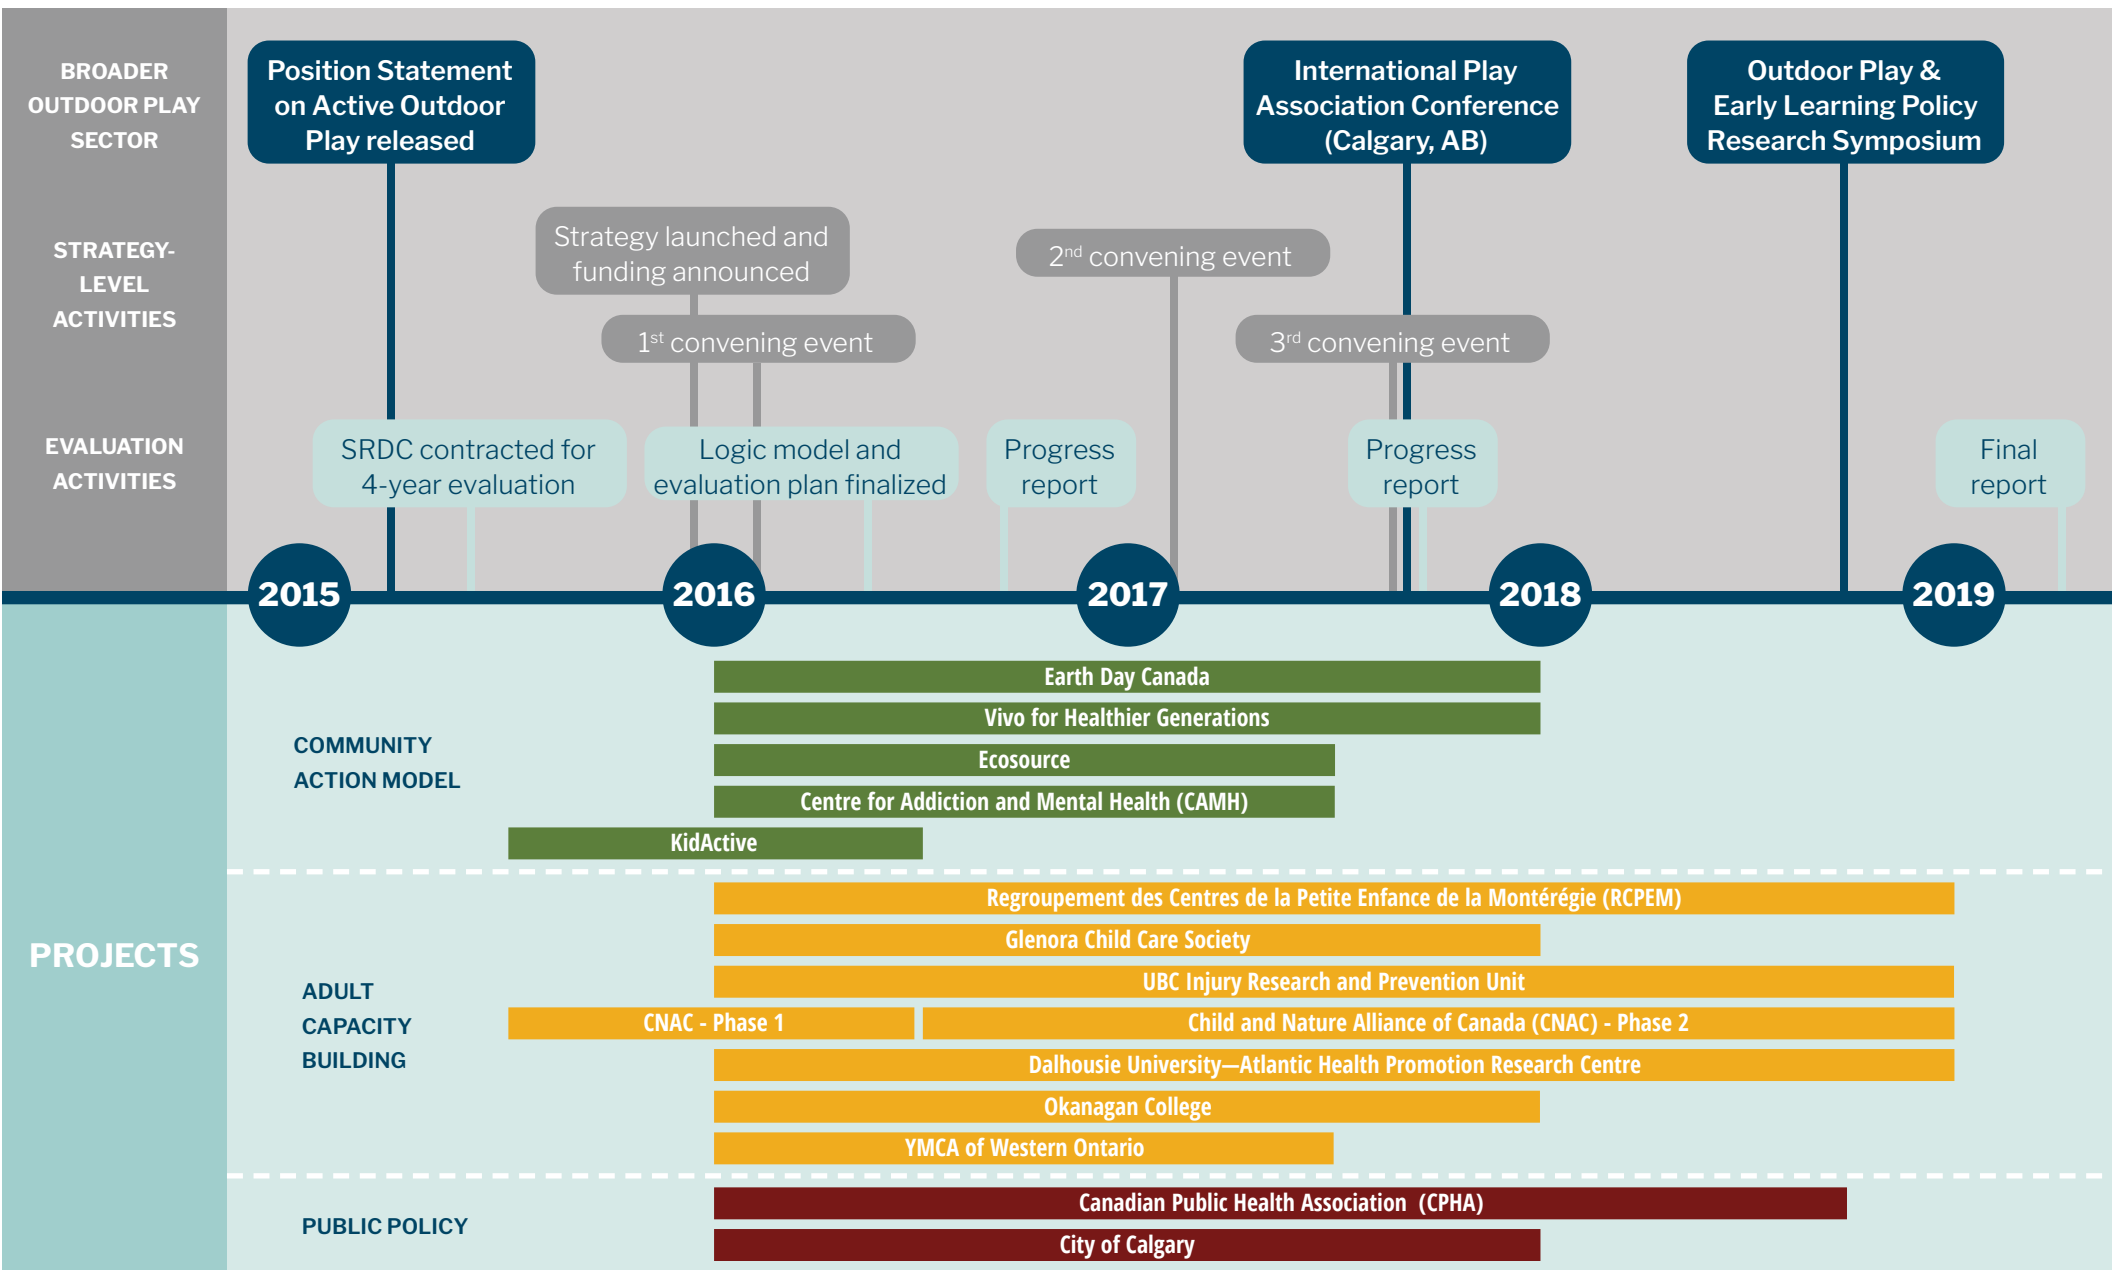 BROADER
OUTDOOR PLAY
SECTOR
Position Statement
on Active Outdoor
Play released
International Play
Association Conference
(Calgary, AB)
Outdoor Play &
Early Learning Policy
Research Symposium
STRATEGY-
LEVEL
ACTIVITIES
Strategy launched and
funding announced
2nd convening event
1st convening event
3rd convening event
EVALUATION
ACTIVITIES
SRDC contracted for
4-year evaluation
Logic model and
evaluation plan finalized
Progress
report
Progress
report
Final
report
2015
2016
2017
2018
2019
PROJECTS
COMMUNITY
ACTION MODEL
Earth Day Canada
Vivo for Healthier Generations
Ecosource
Centre for Addiction and Mental Health (CAMH)
KidActive
ADULT
CAPACITY
BUILDING
Regroupement des Centres de la Petite Enfance de la Montérégie (RCPEM)
Glenora Child Care Society
UBC Injury Research and Prevention Unit
CNAC - Phase 1
Child and Nature Alliance of Canada (CNAC) - Phase 2
Dalhousie University—Atlantic Health Promotion Research Centre
Okanagan College
YMCA of Western Ontario
PUBLIC POLICY
Canadian Public Health Association (CPHA)
City of Calgary